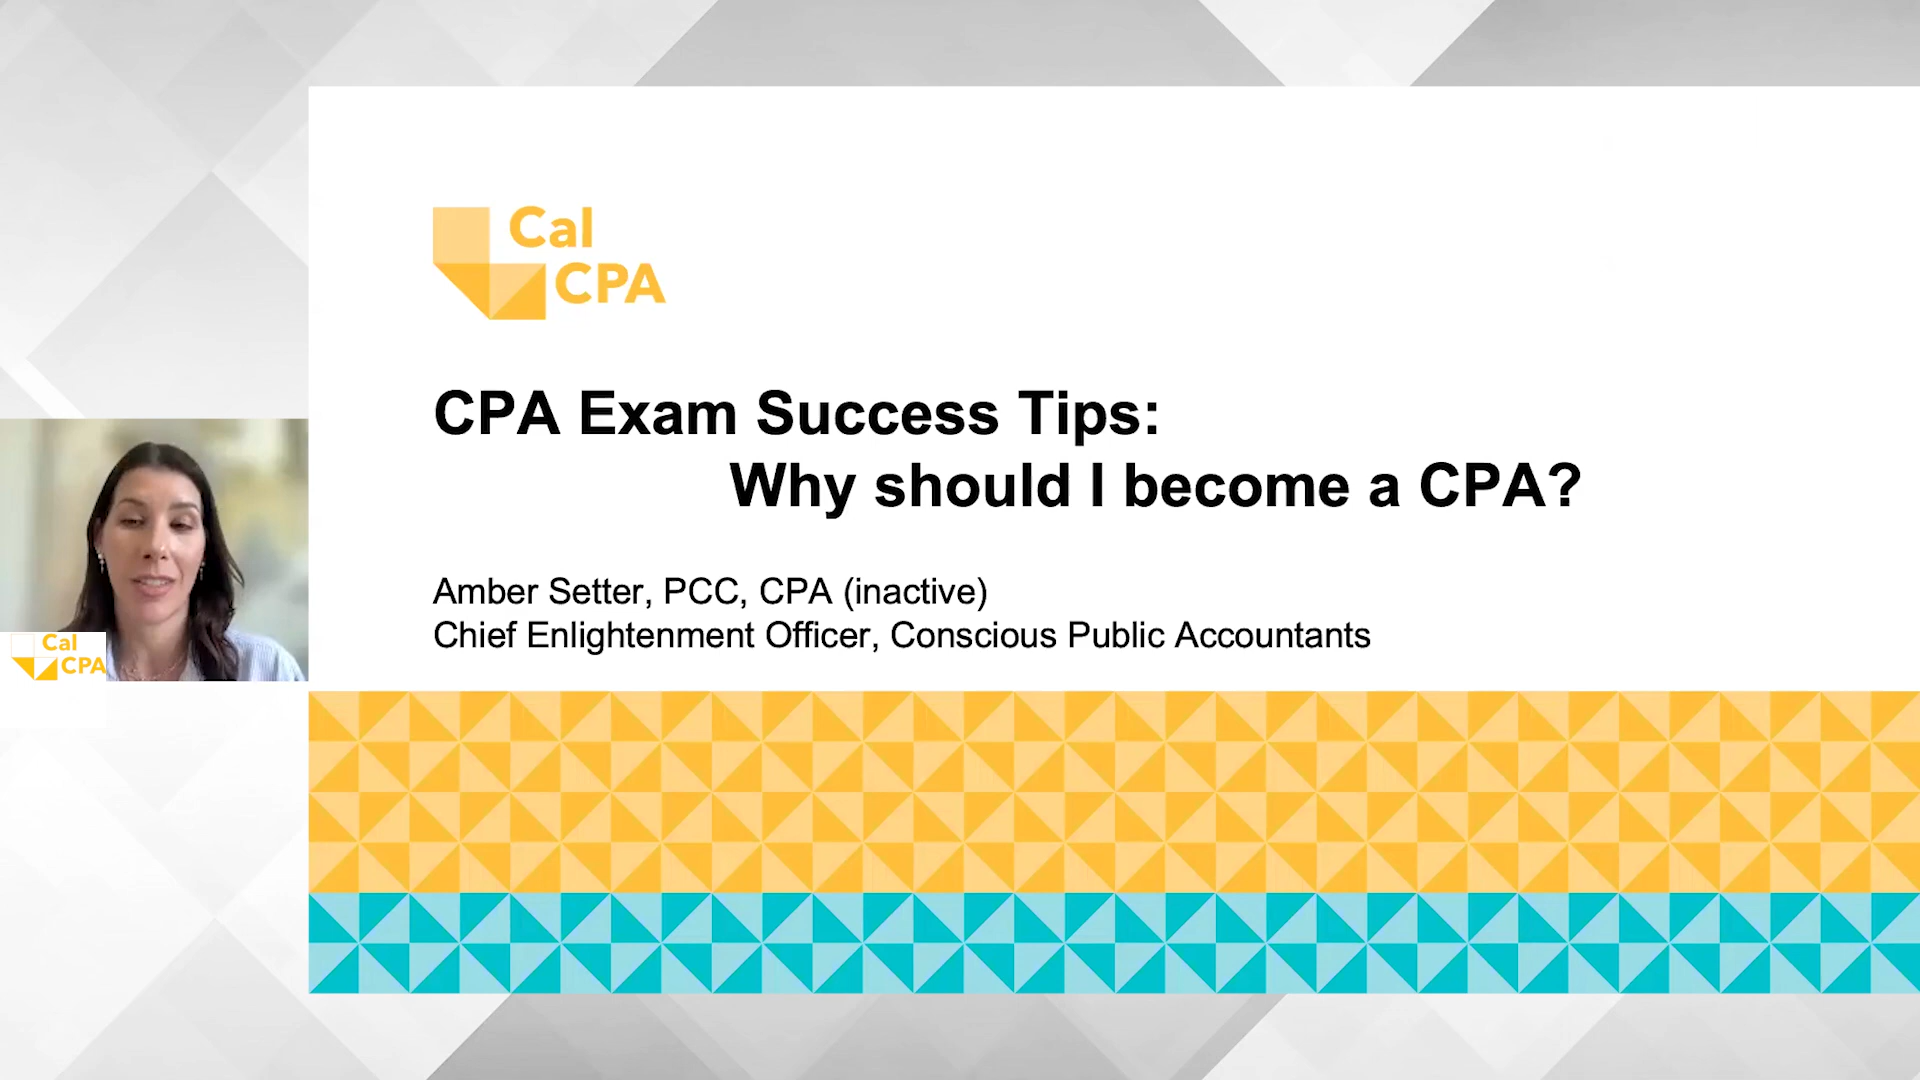 Cal
CPA
CPA Exam Success Tips:
Why should I become a CPA?
Amber Setter, PCC, CPA (inactive)
Chief Enlightenment Officer, Conscious Public Accountants
Cal
CPA